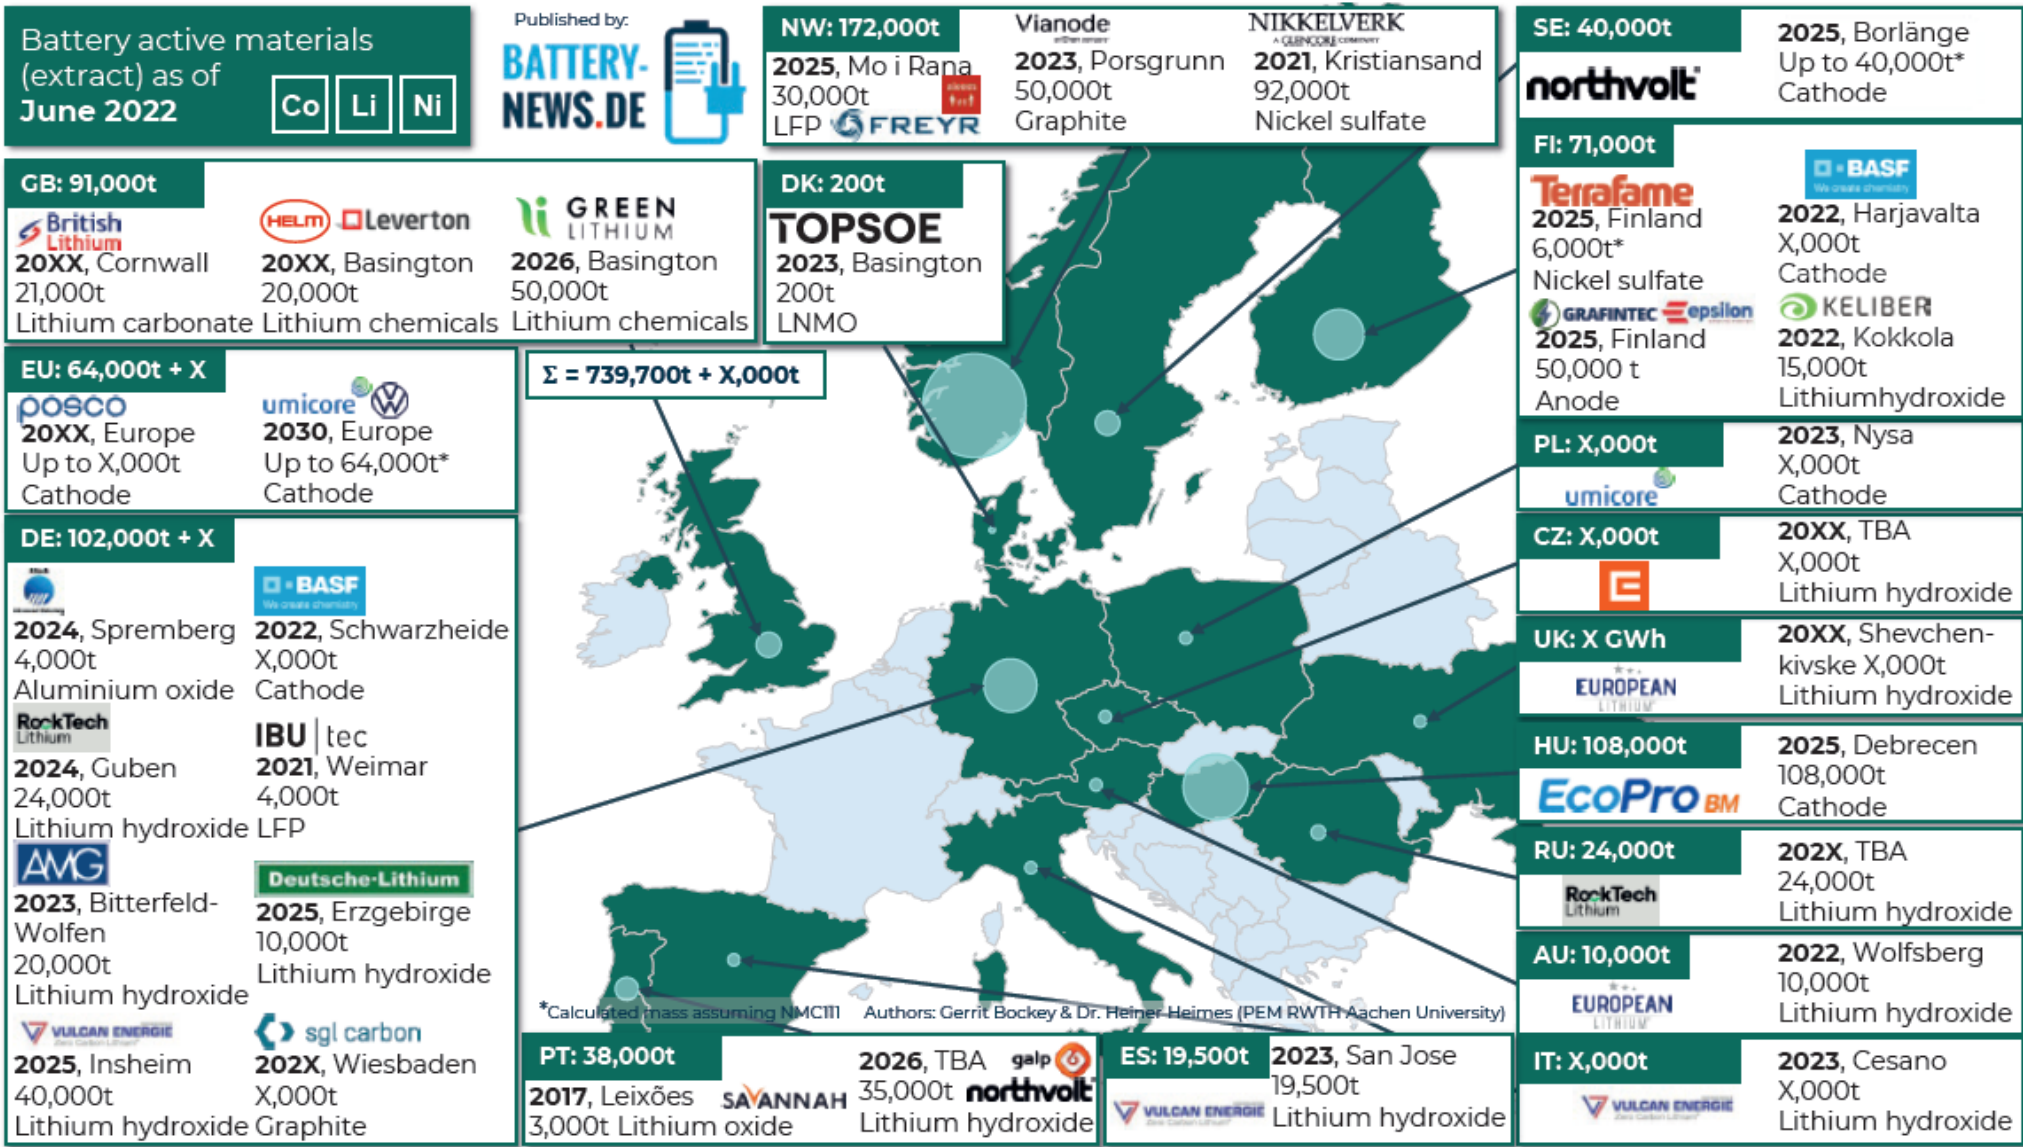 Battery active materials
(extract) as of
June 2022
Co Li Ni
Published by:
BATTERY-
NEWS.DE
NW: 172,000t
2025, Mo i Rana
30,000t
LFP FREYR
Vianode
2023, Porsgrunn
50,000t
Graphite
NIKKELVERK
A GLENCORE COMPANY
2021, Kristiansand
92,000t
Nickel sulfate
SE: 40,000t
northvolt
2025, Borlänge
Up to 40,000t*
Cathode
GB: 91,000t
British
Lithium
20XX, Cornwall
21,000t
Lithium carbonate
HELM Leverton
20XX, Basington
20,000t
Lithium chemicals
GREEN
LITHIUM
2026, Basington
50,000t
Lithium chemicals
DK: 200t
TOPSOE
2023, Basington
200t
LNMO
FI: 71,000t
Terrafame
2025, Finland
6,000t*
Nickel sulfate
BASF
We create chemistry
2022, Harjavalta
X,000t
Cathode
GRAFINTEC epsilon
2025, Finland
50,000 t
Anode
KELIBER
2022, Kokkola
15,000t
Lithiumhydroxide
EU: 64,000t + X
posco
20XX, Europe
Up to X,000t
Cathode
umicore
2030, Europe
Up to 64,000t*
Cathode
Σ = 739,700t + X,000t
PL: X,000t
umicore
2023, Nysa
X,000t
Cathode
CZ: X,000t
20XX, TBA
X,000t
Lithium hydroxide
DE: 102,000t + X
2024, Spremberg
4,000t
Aluminium oxide
BASF
We create chemistry
2022, Schwarzheide
X,000t
Cathode
RockTech
Lithium
2024, Guben
24,000t
Lithium hydroxide
IBU tec
2021, Weimar
4,000t
LFP
AMG
2023, Bitterfeld-
Wolfen
20,000t
Lithium hydroxide
Deutsche-Lithium
2025, Erzgebirge
10,000t
Lithium hydroxide
VULCAN ENERGIE
2025, Insheim
40,000t
Lithium hydroxide
sgl carbon
202X, Wiesbaden
X,000t
Graphite
UK: X GWh
EUROPEAN
LITHIUM
20XX, Shevchen-
kivske X,000t
Lithium hydroxide
HU: 108,000t
EcoPro BM
2025, Debrecen
108,000t
Cathode
RU: 24,000t
RockTech
Lithium
202X, TBA
24,000t
Lithium hydroxide
AU: 10,000t
EUROPEAN
LITHIUM
2022, Wolfsberg
10,000t
Lithium hydroxide
*Calculated mass assuming NMC111 Authors: Gerrit Bockey & Dr. Heiner Heimes (PEM RWTH Aachen University)
PT: 38,000t
2017, Leixões
3,000t Lithium oxide
SAVANNAH
2026, TBA
35,000t
Lithium hydroxide
galp
northvolt
ES: 19,500t
VULCAN ENERGIE
2023, San Jose
19,500t
Lithium hydroxide
IT: X,000t
VULCAN ENERGIE
2023, Cesano
X,000t
Lithium hydroxide